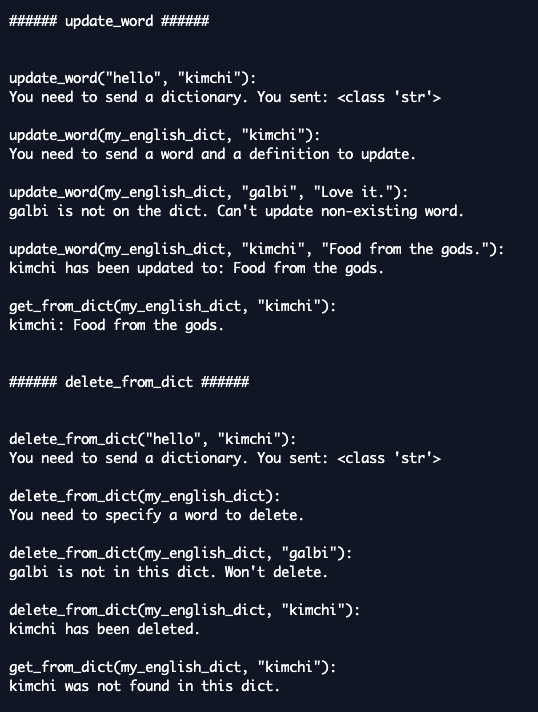 ###### update_word ######
update_word("hello", "kimchi"):
You need to send a dictionary. You sent: <class 'str'>
update_word(my_english_dict, "kimchi"):
You need to send a word and a definition to update.
update_word(my_english_dict, "galbi", "Love it."):
galbi is not on the dict. Can't update non-existing word.
update_word(my_english_dict, "kimchi", "Food from the gods."):
kimchi has been updated to: Food from the gods.
get_from_dict(my_english_dict, "kimchi"):
kimchi: Food from the gods.
###### delete_from_dict ######
delete_from_dict("hello", "kimchi"):
You need to send a dictionary. You sent: <class 'str'>
delete_from_dict(my_english_dict):
You need to specify a word to delete.
delete_from_dict(my_english_dict, "galbi"):
galbi is not in this dict. Won't delete.
delete_from_dict(my_english_dict, "kimchi"):
kimchi has been deleted.
get_from_dict(my_english_dict, "kimchi"):
kimchi was not found in this dict.